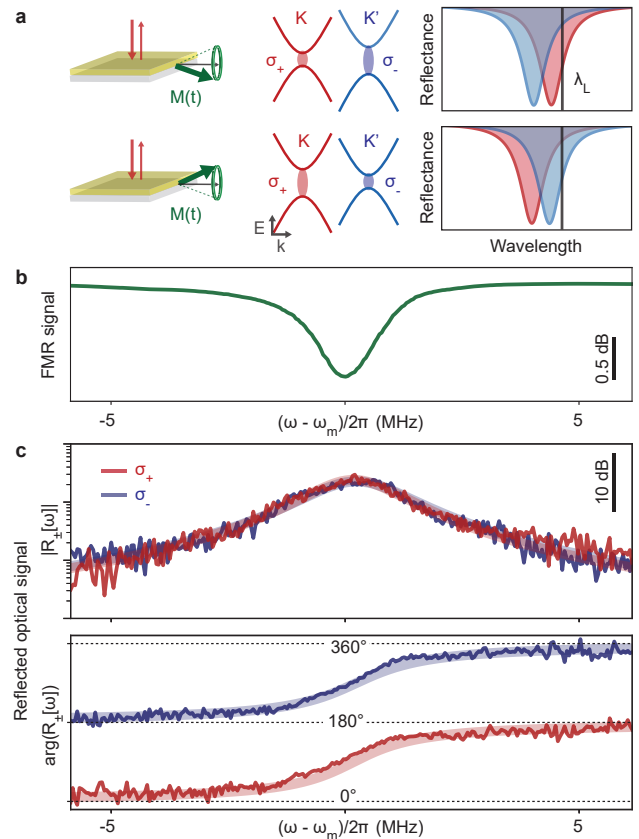 a
M(t)
K K'
σ+ σ-
Reflectance
λL
M(t)
K K'
σ+ σ-
E
k
Reflectance
Wavelength
b
FMR signal
0.5 dB
-5 5
(ω - ωm)/2π (MHz)
c
σ+
σ-
10 dB
Reflected optical signal
|R±[ω]|
arg(R±[ω])
360°
180°
0°
-5 5
(ω - ωm)/2π (MHz)